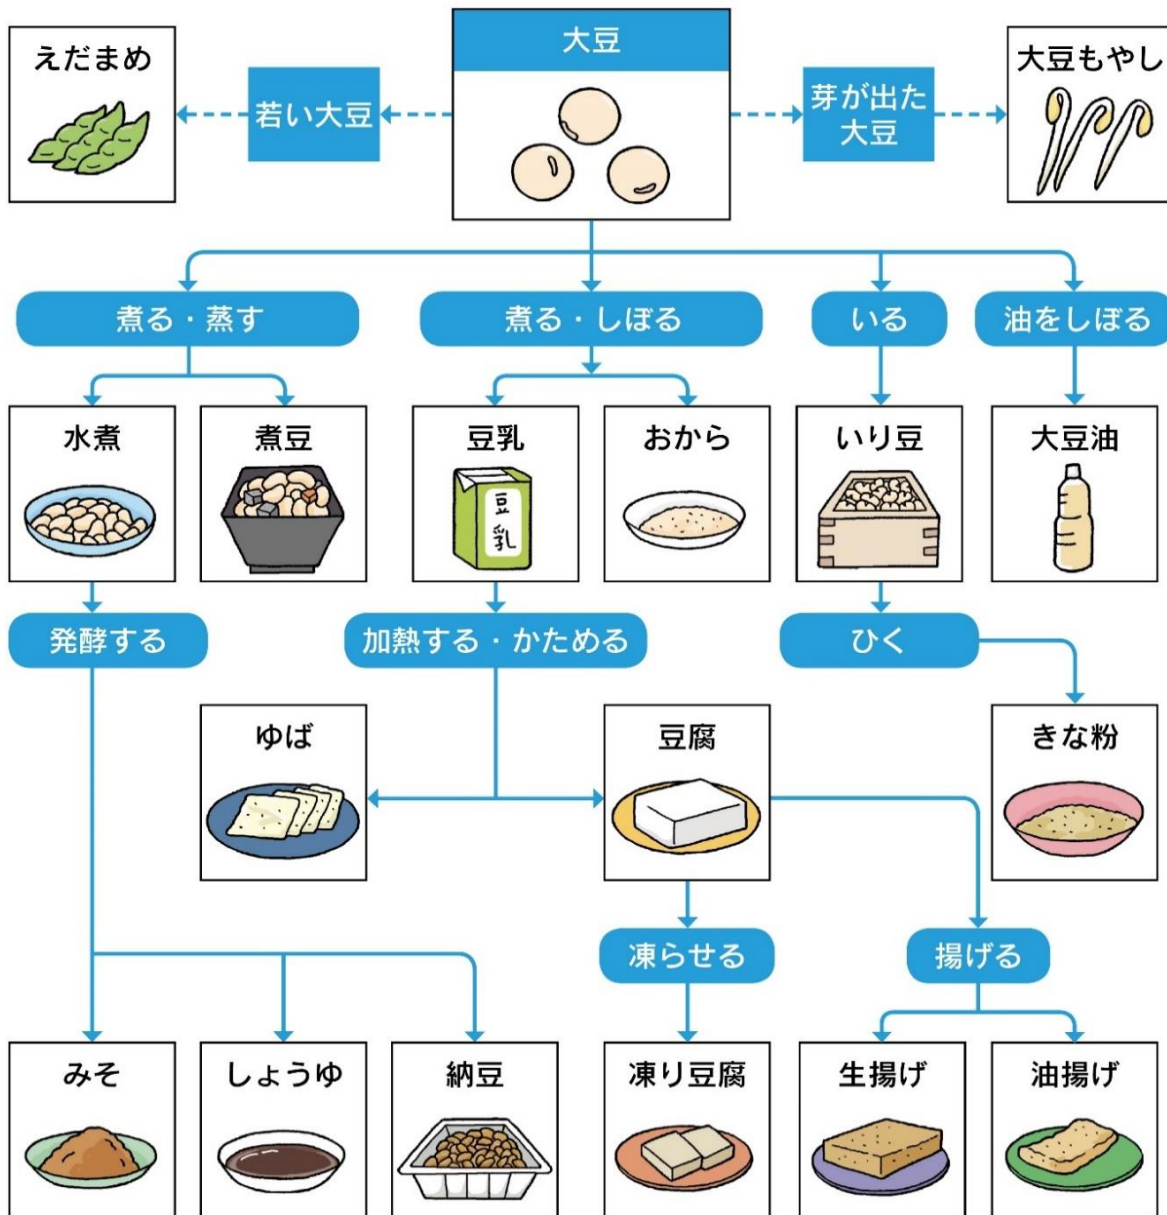 大豆
えだまめ
若い大豆
芽が出た
大豆
大豆もやし
煮る・蒸す
煮る・しぼる
いる
油をしぼる
水煮
煮豆
豆乳
豆
乳
おから
いり豆
大豆油
発酵する
加熱する・かためる
ひく
ゆば
豆腐
きな粉
凍らせる
揚げる
みそ
しょうゆ
納豆
凍り豆腐
生揚げ
油揚げ